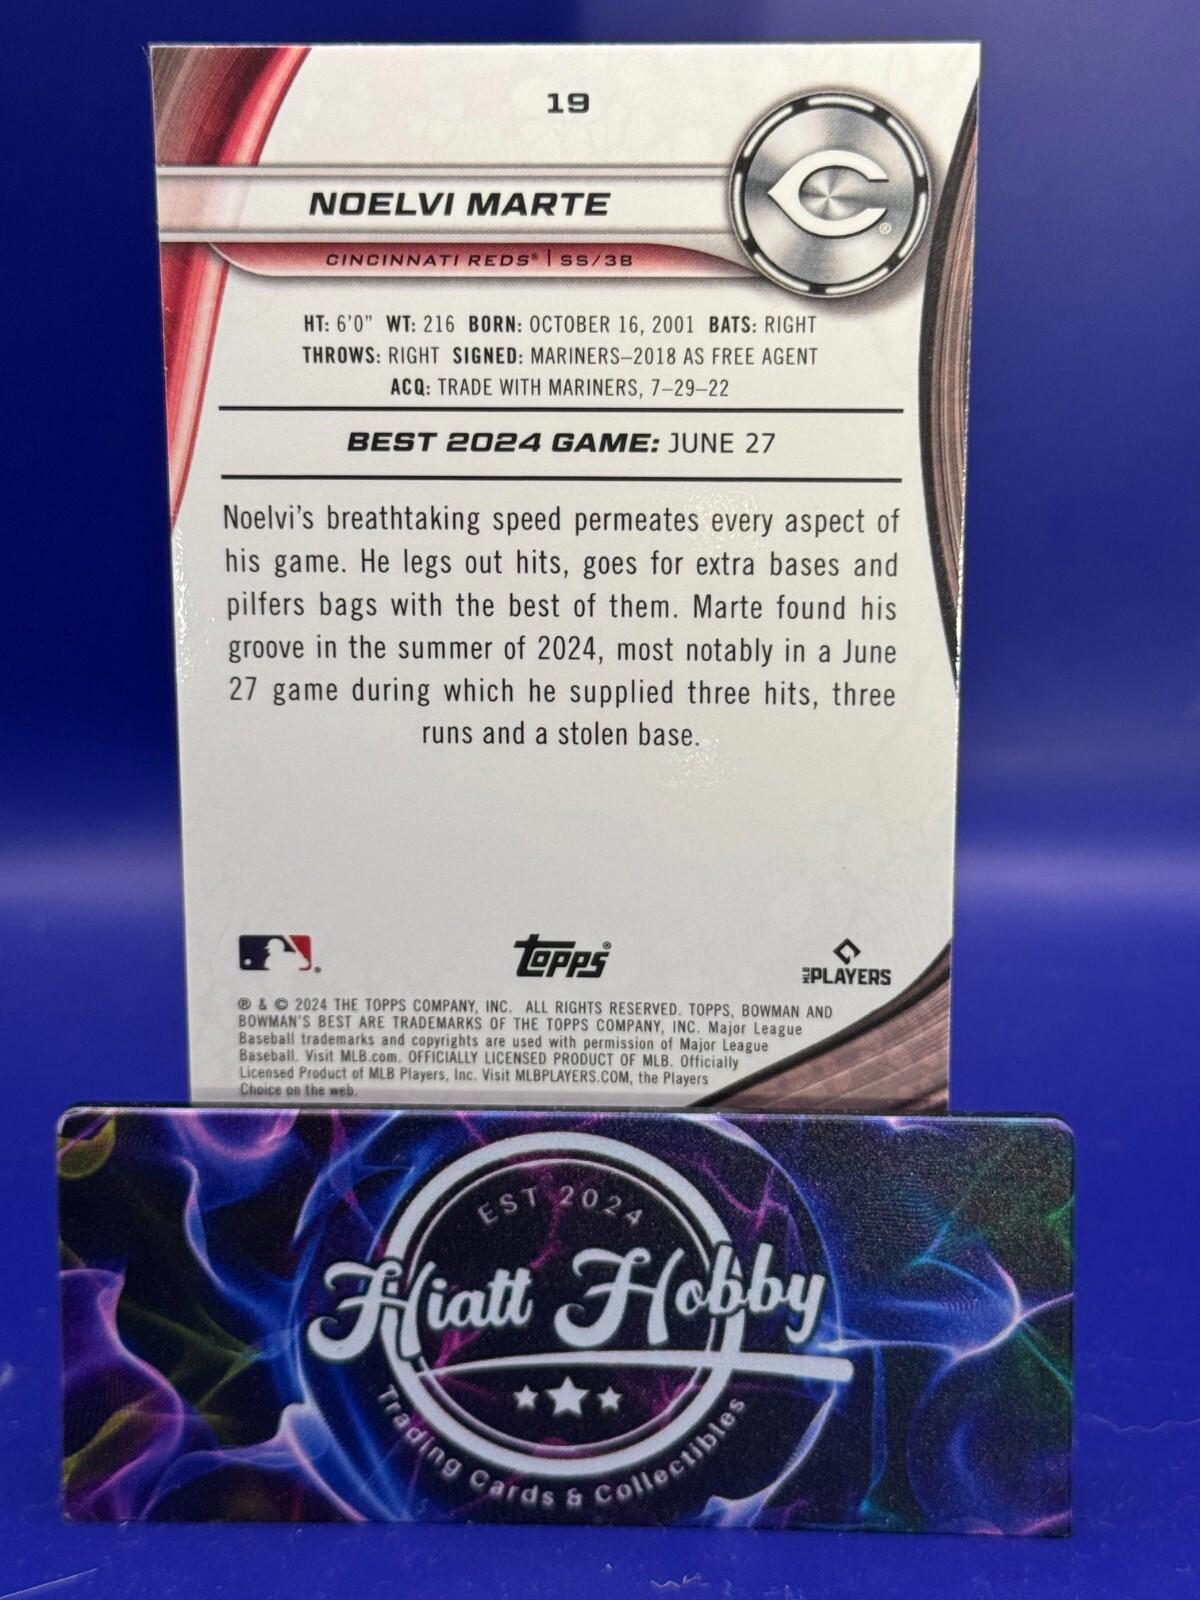 19
NOELVI MARTE
C®
CINCINNATI REDS® | SS/3B
HT: 6'0" WT: 216 BORN: OCTOBER 16, 2001 BATS: RIGHT
THROWS: RIGHT SIGNED: MARINERS–2018 AS FREE AGENT
ACQ: TRADE WITH MARINERS, 7–29–22
BEST 2024 GAME: JUNE 27
Noelvi's breathtaking speed permeates every aspect of
his game. He legs out hits, goes for extra bases and
pilfers bags with the best of them. Marte found his
groove in the summer of 2024, most notably in a June
27 game during which he supplied three hits, three
runs and a stolen base.
topps®
MLB PLAYERS
® & © 2024 THE TOPPS COMPANY, INC. ALL RIGHTS RESERVED. TOPPS, BOWMAN AND
BOWMAN'S BEST ARE TRADEMARKS OF THE TOPPS COMPANY, INC. Major League
Baseball trademarks and copyrights are used with permission of Major League
Baseball. Visit MLB.com. OFFICIALLY LICENSED PRODUCT OF MLB. Officially
Licensed Product of MLB Players, Inc. Visit MLBPLAYERS.COM, the Players
Choice on the web.
EST 2024
Hiatt Hobby
Trading Cards & Collectibles